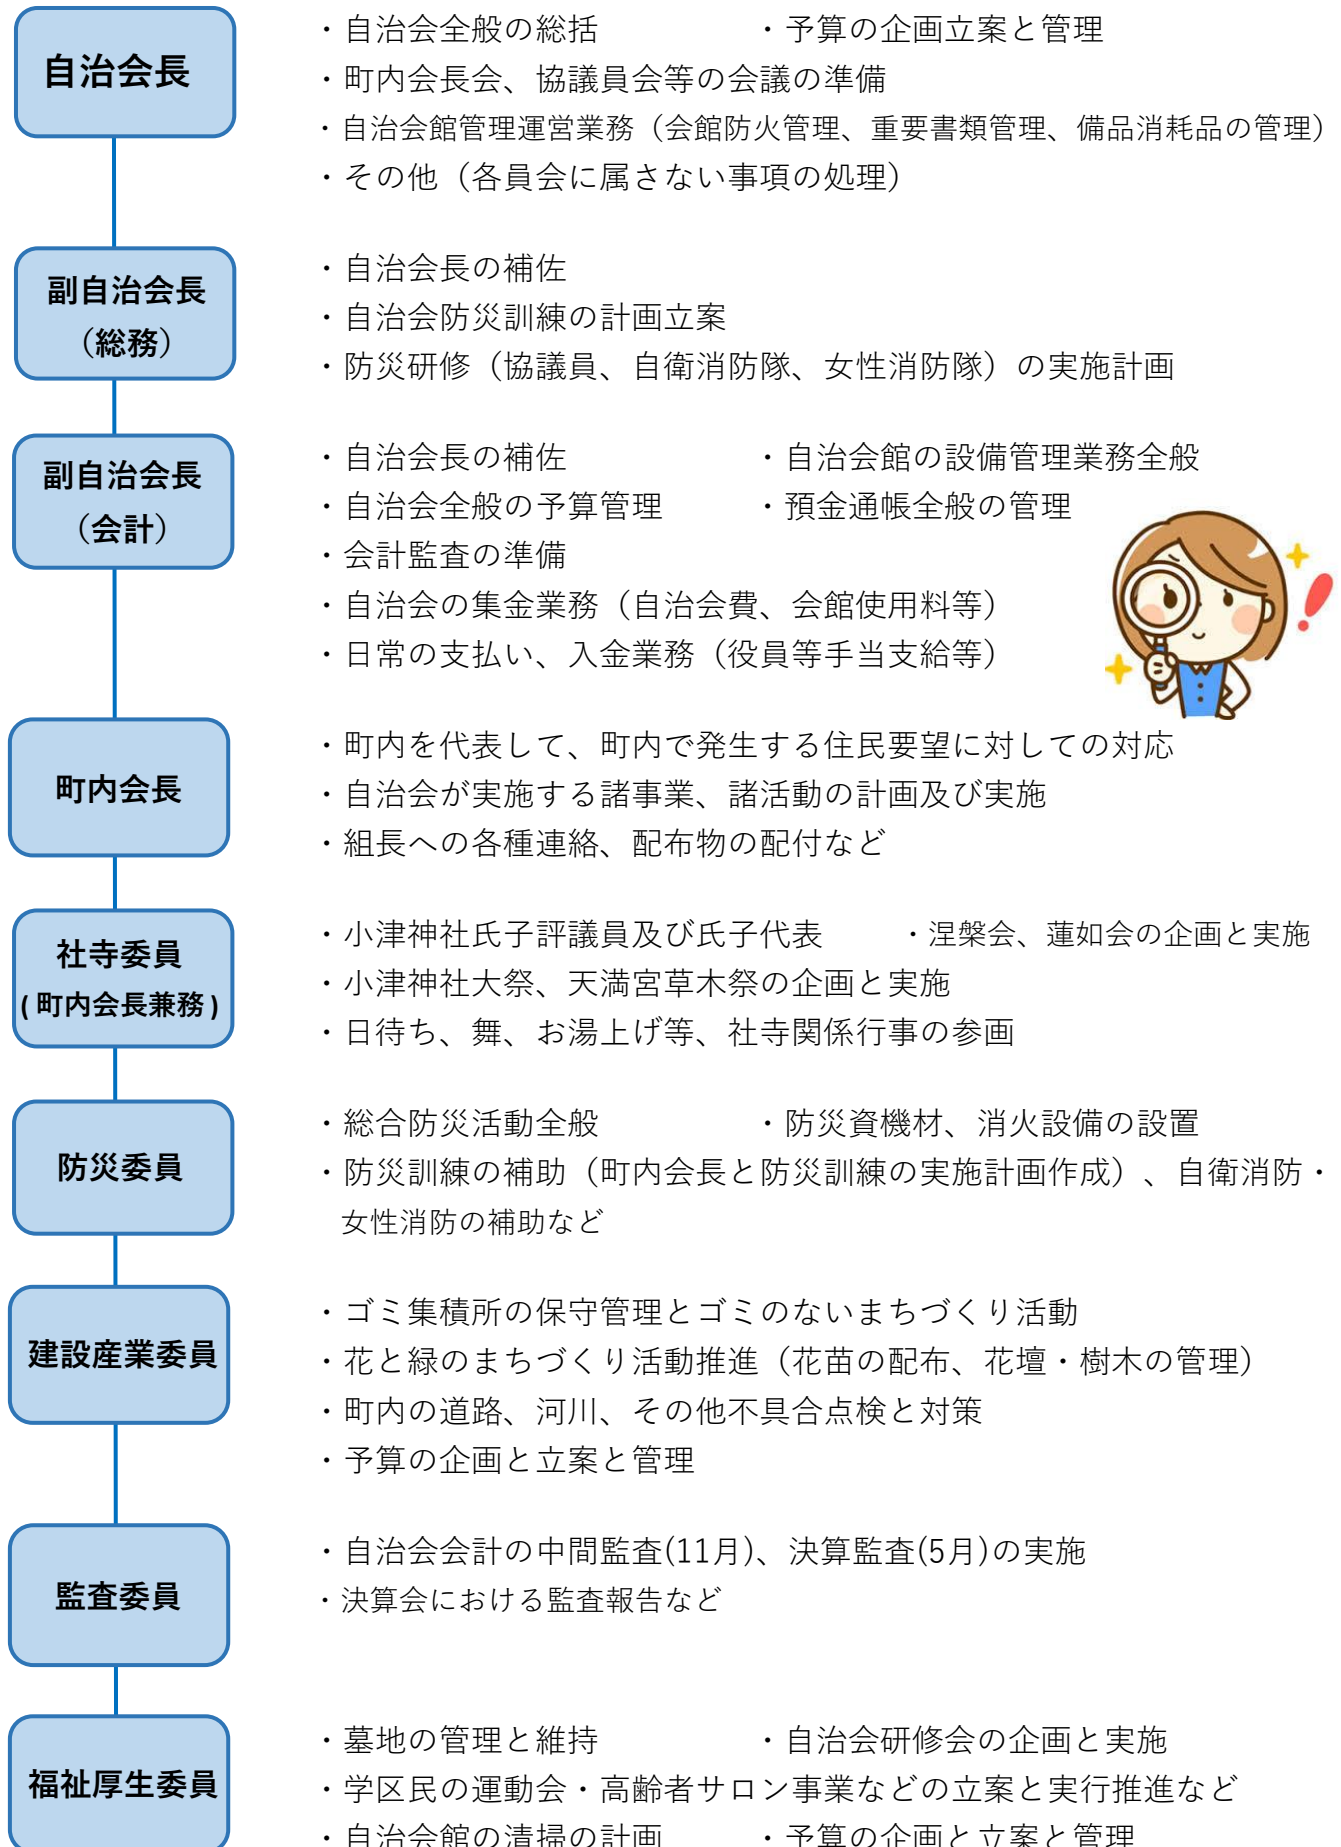 自治会長
・自治会全般の総括　・予算の企画立案と管理
・町内会長会、協議員会等の会議の準備
・自治会館管理運営業務（会館防火管理、重要書類管理、備品消耗品の管理）
・その他（各員会に属さない事項の処理）
副自治会長
（総務）
・自治会長の補佐
・自治会防災訓練の計画立案
・防災研修（協議員、自衛消防隊、女性消防隊）の実施計画
副自治会長
（会計）
・自治会長の補佐　・自治会館の設備管理業務全般
・自治会全般の予算管理　・預金通帳全般の管理
・会計監査の準備
・自治会の集金業務（自治会費、会館使用料等）
・日常の支払い、入金業務（役員等手当支給等）
町内会長
・町内を代表して、町内で発生する住民要望に対しての対応
・自治会が実施する諸事業、諸活動の計画及び実施
・組長への各種連絡、配布物の配付など
社寺委員
(町内会長兼務)
・小津神社氏子評議員及び氏子代表　・涅槃会、蓮如会の企画と実施
・小津神社大祭、天満宮草木祭の企画と実施
・日待ち、舞、お湯上げ等、社寺関係行事の参画
防災委員
・総合防災活動全般　・防災資機材、消火設備の設置
・防災訓練の補助（町内会長と防災訓練の実施計画作成）、自衛消防・
女性消防の補助など
建設産業委員
・ゴミ集積所の保守管理とゴミのないまちづくり活動
・花と緑のまちづくり活動推進（花苗の配布、花壇・樹木の管理）
・町内の道路、河川、その他不具合点検と対策
・予算の企画と立案と管理
監査委員
・自治会会計の中間監査(11月)、決算監査(5月)の実施
・決算会における監査報告など
福祉厚生委員
・墓地の管理と維持　・自治会研修会の企画と実施
・学区民の運動会・高齢者サロン事業などの立案と実行推進など
・自治会館の清掃の計画　・予算の企画と立案と管理